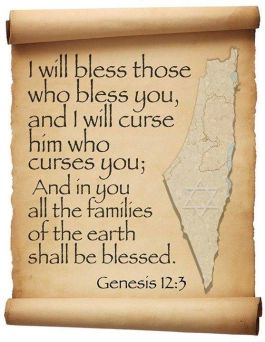 I will bless those
who bless you,
and I will curse
him who
curses you;
And in you
all the families
of the earth
shall be blessed.
Genesis 12:3